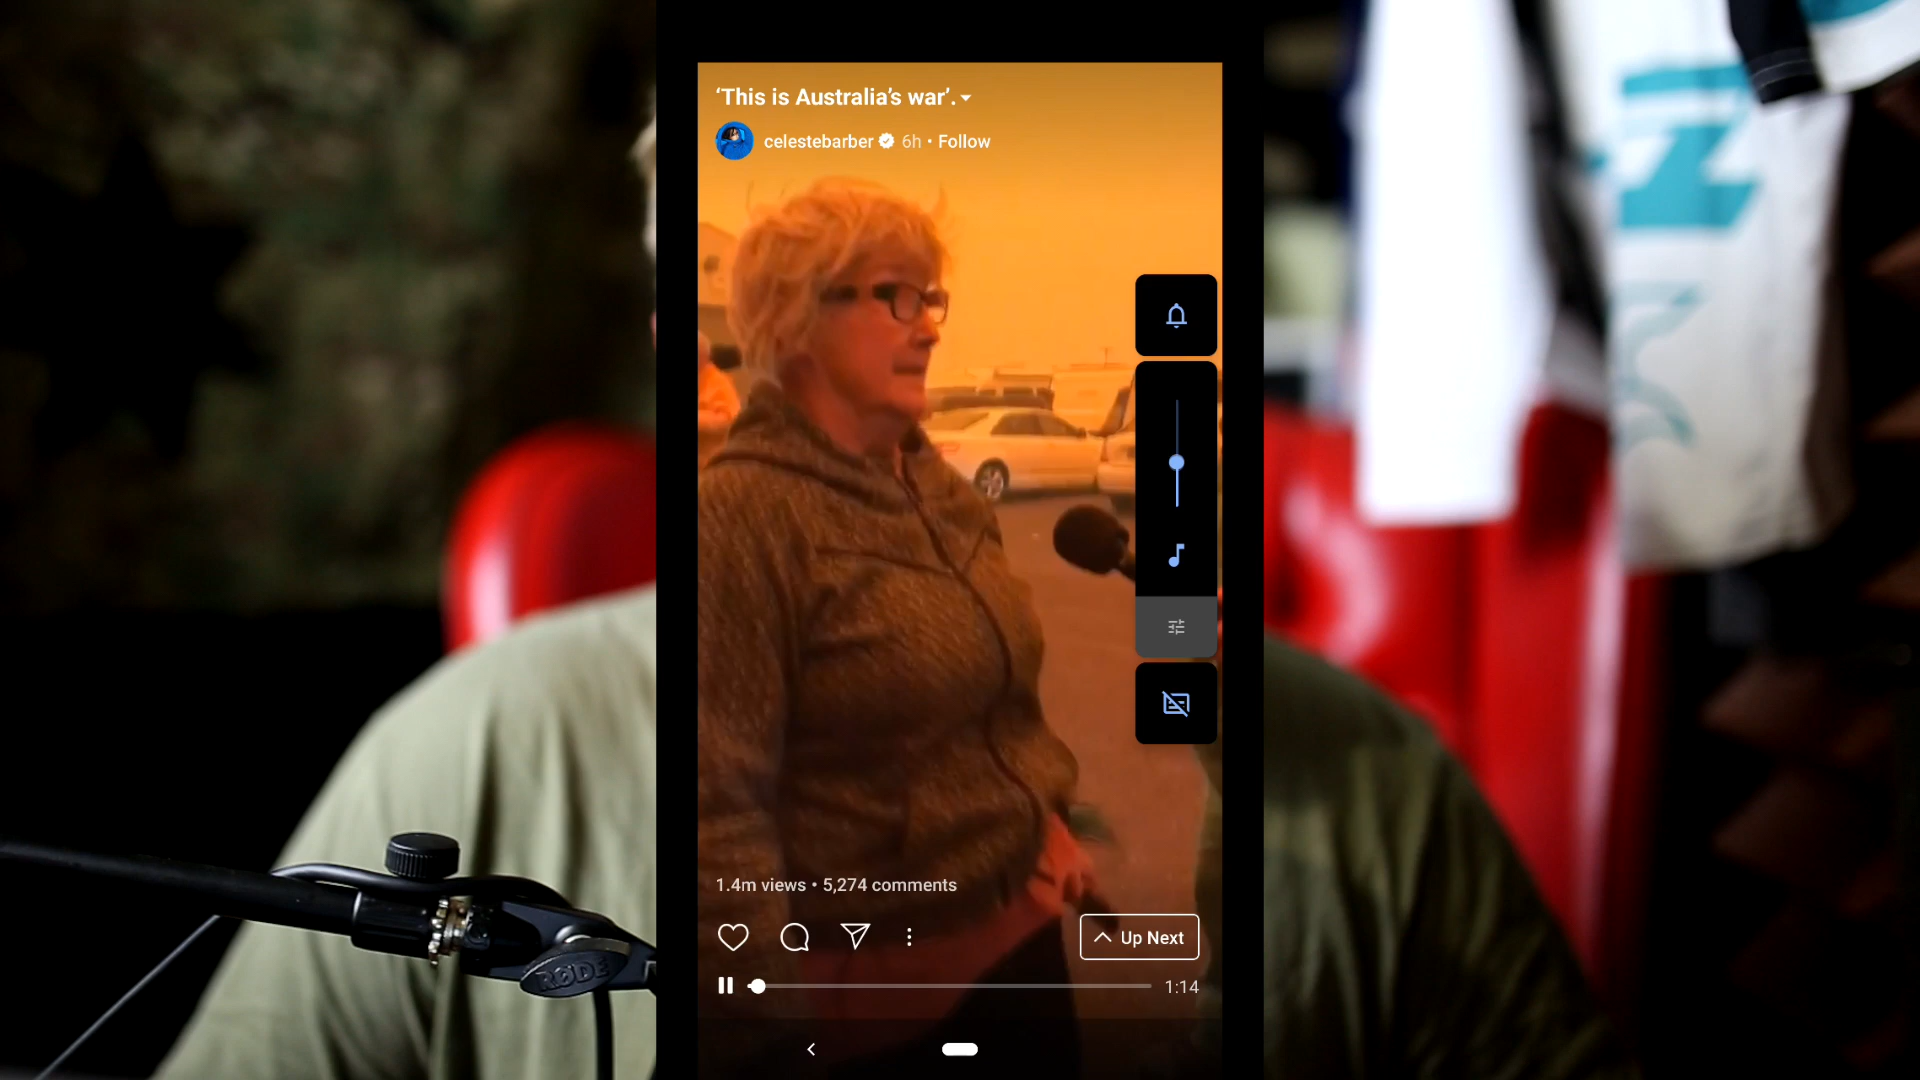 ‘This is Australia’s war’.
celestebarber 6h • Follow
1.4m views • 5,274 comments
Up Next
1:14
RØDE